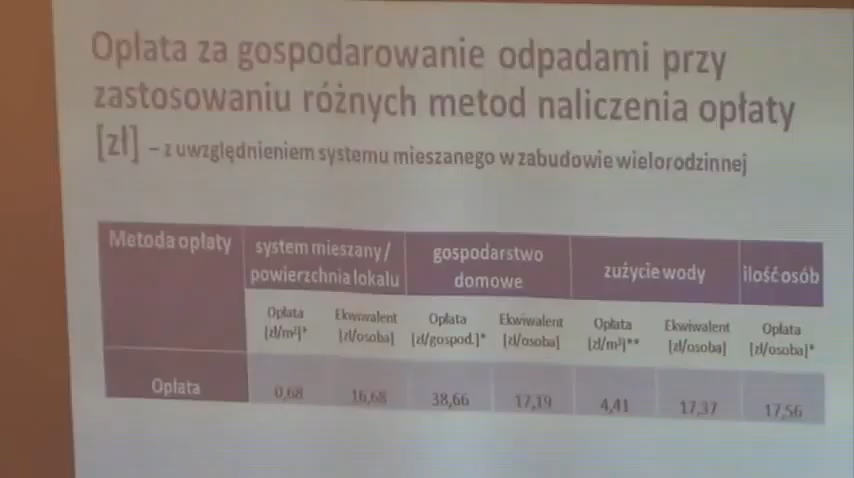 Opłata za gospodarowanie odpadami przy
zastosowaniu różnych metod naliczenia opłaty
[zł] – z uwzględnieniem systemu mieszanego w zabudowie wielorodzinnej
Metoda opłaty
system mieszany / powierzchnia lokalu
gospodarstwo domowe
zużycie wody
ilość osób
Opłata [zł/m²]*
Ekwiwalent [zł/osoba]
Opłata [zł/gospod.]*
Ekwiwalent [zł/osoba]
Opłata [zł/m³]**
Ekwiwalent [zł/osoba]
Opłata [zł/osoba]*
Opłata 0,68 16,68 38,66 17,19 4,41 17,37 17,56